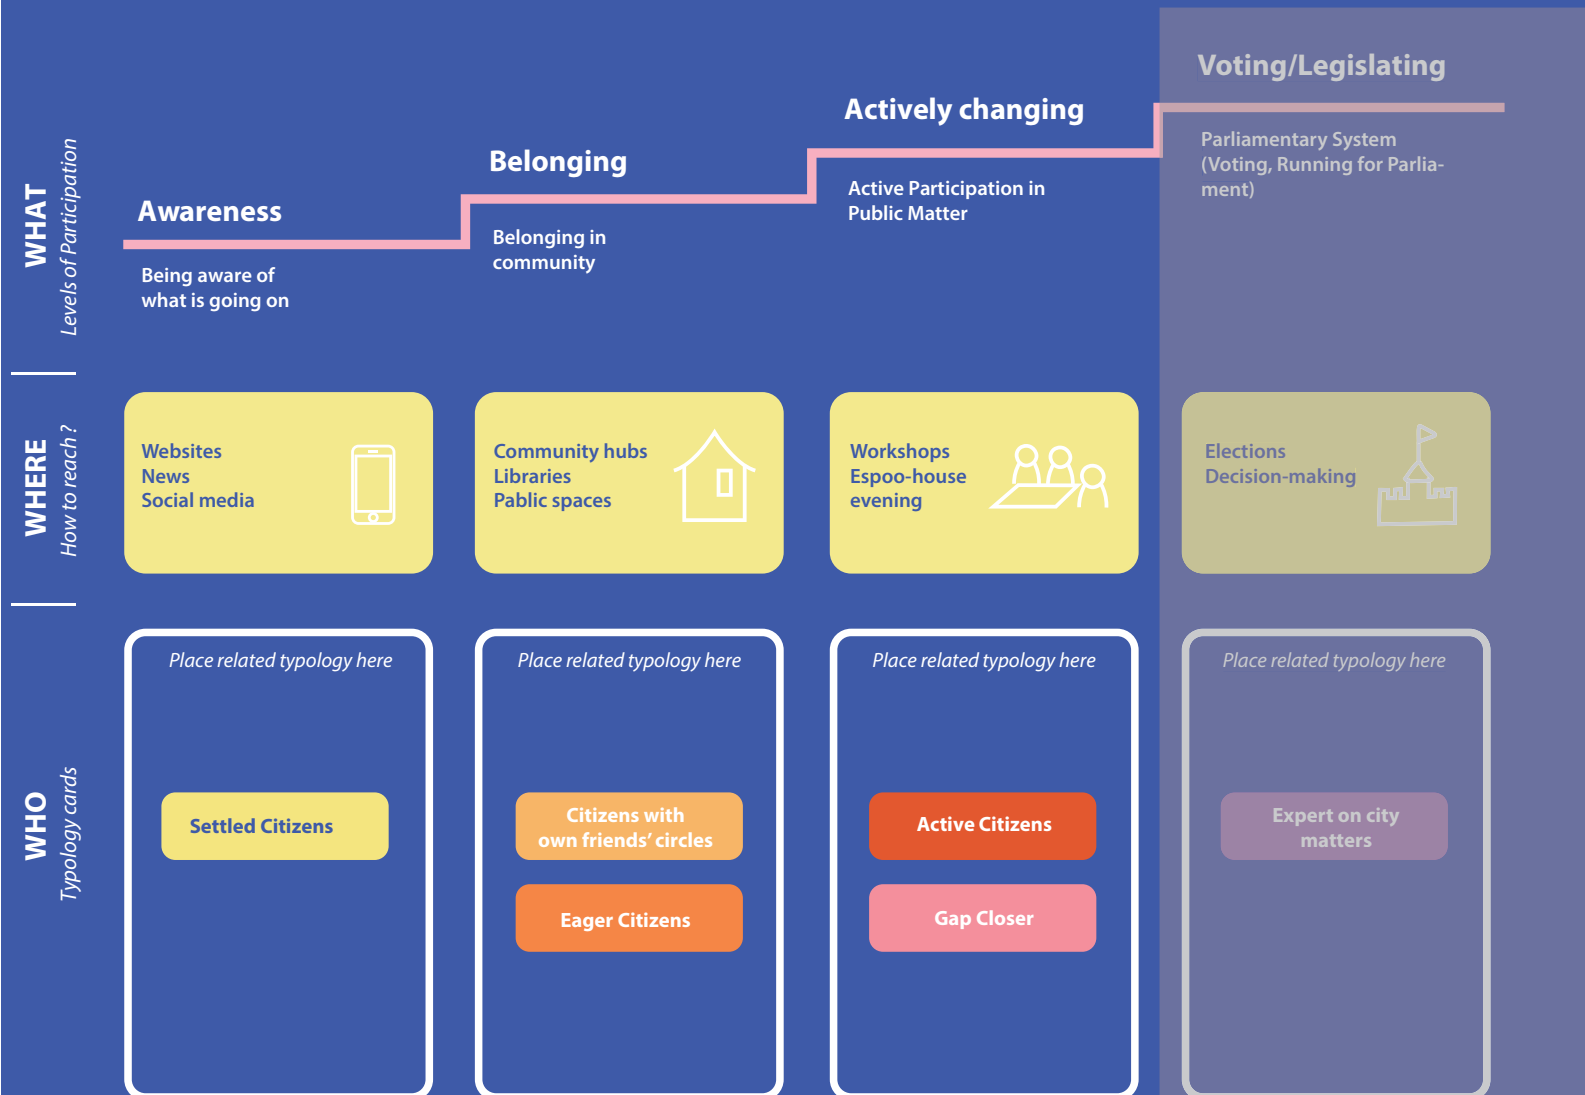 WHAT
Levels of Participation
Awareness
Being aware of
what is going on
Belonging
Belonging in
community
Actively changing
Active Participation in
Public Matter
Voting/Legislating
Parliamentary System
(Voting, Running for Parlia-
ment)
WHERE
How to reach?
Websites
News
Social media
Community hubs
Libraries
Public spaces
Workshops
Espoo-house
evening
Elections
Decision-making
WHO
Typology cards
Place related typology here
Settled Citizens
Place related typology here
Citizens with
own friends’ circles
Eager Citizens
Place related typology here
Active Citizens
Gap Closer
Place related typology here
Expert on city
matters